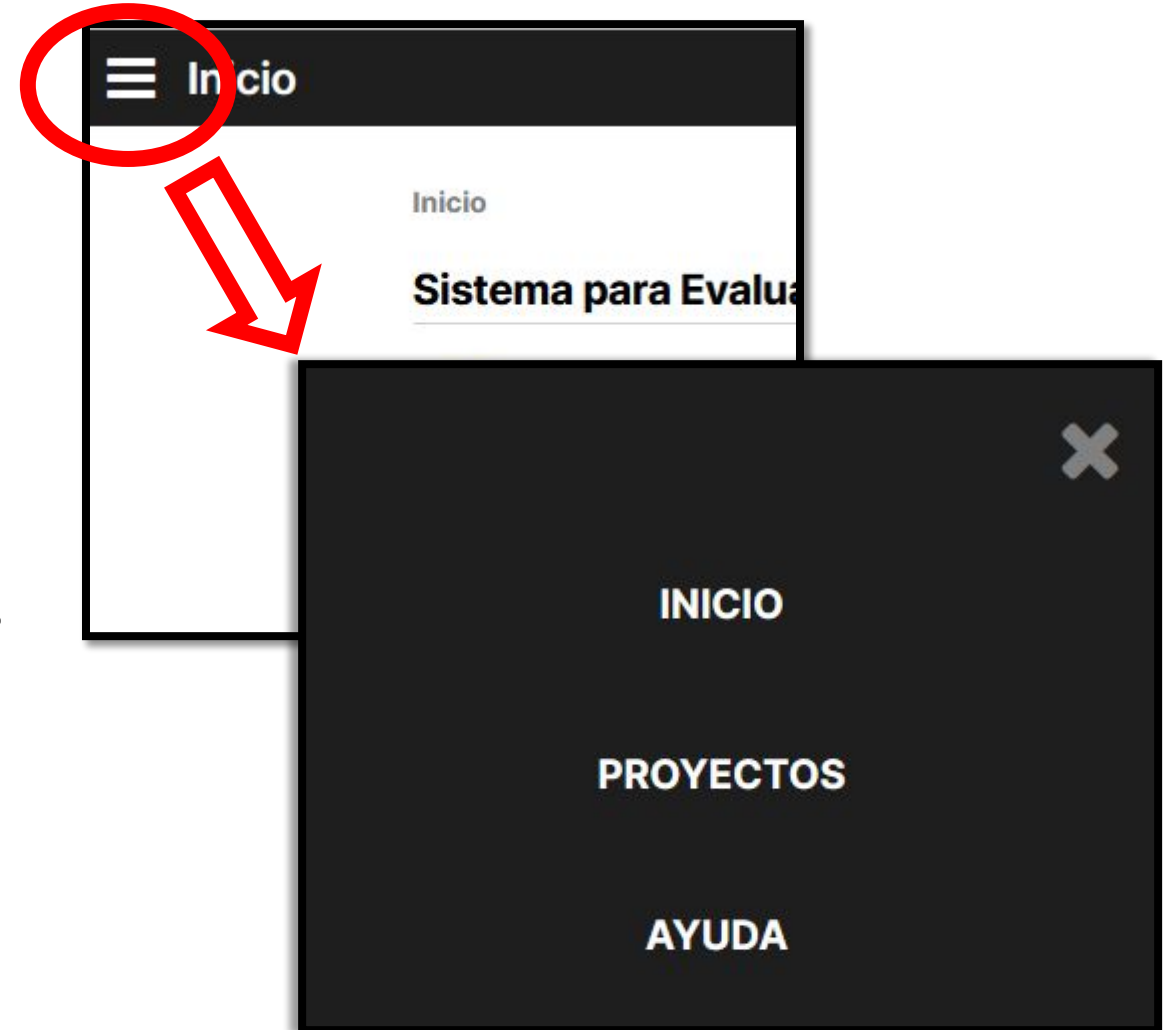 Inicio
Inicio
Sistema para Evalua
INICIO
PROYECTOS
AYUDA